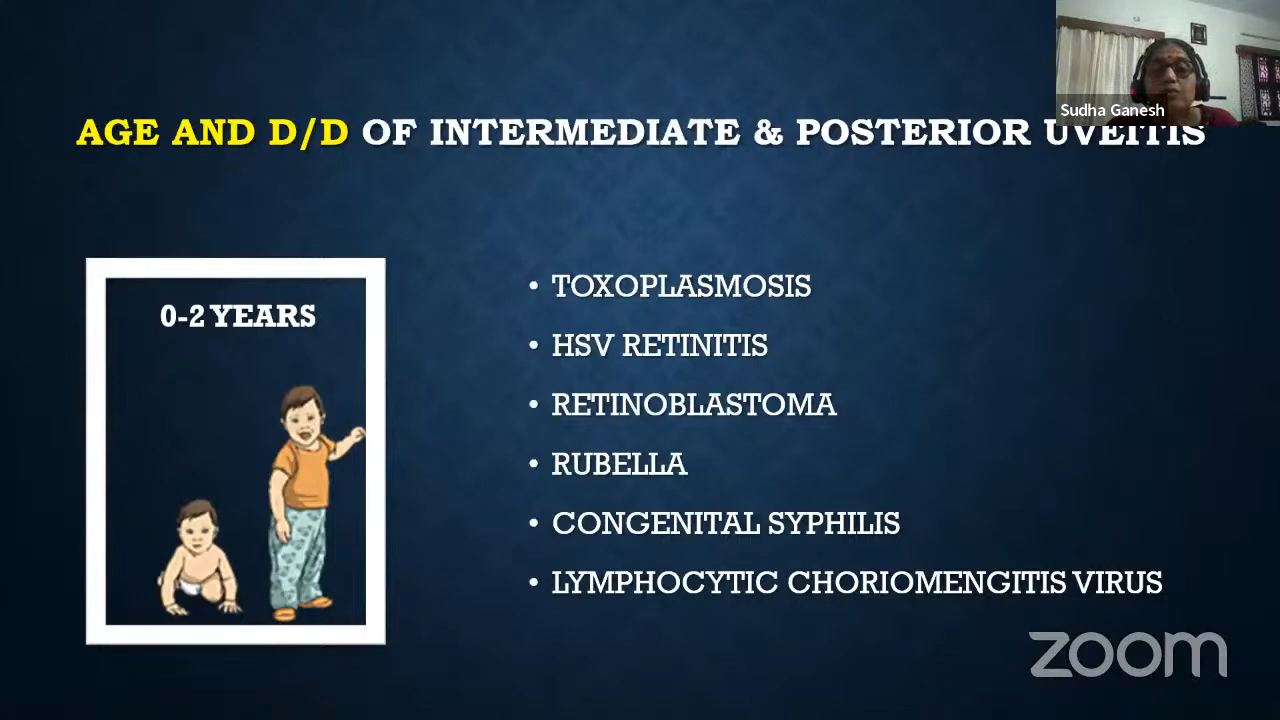 Sudha Ganesh
AGE AND D/D OF INTERMEDIATE & POSTERIOR UVEITIS
0-2 YEARS
• TOXOPLASMOSIS
• HSV RETINITIS
• RETINOBLASTOMA
• RUBELLA
• CONGENITAL SYPHILIS
• LYMPHOCYTIC CHORIOMENGITIS VIRUS
zoom